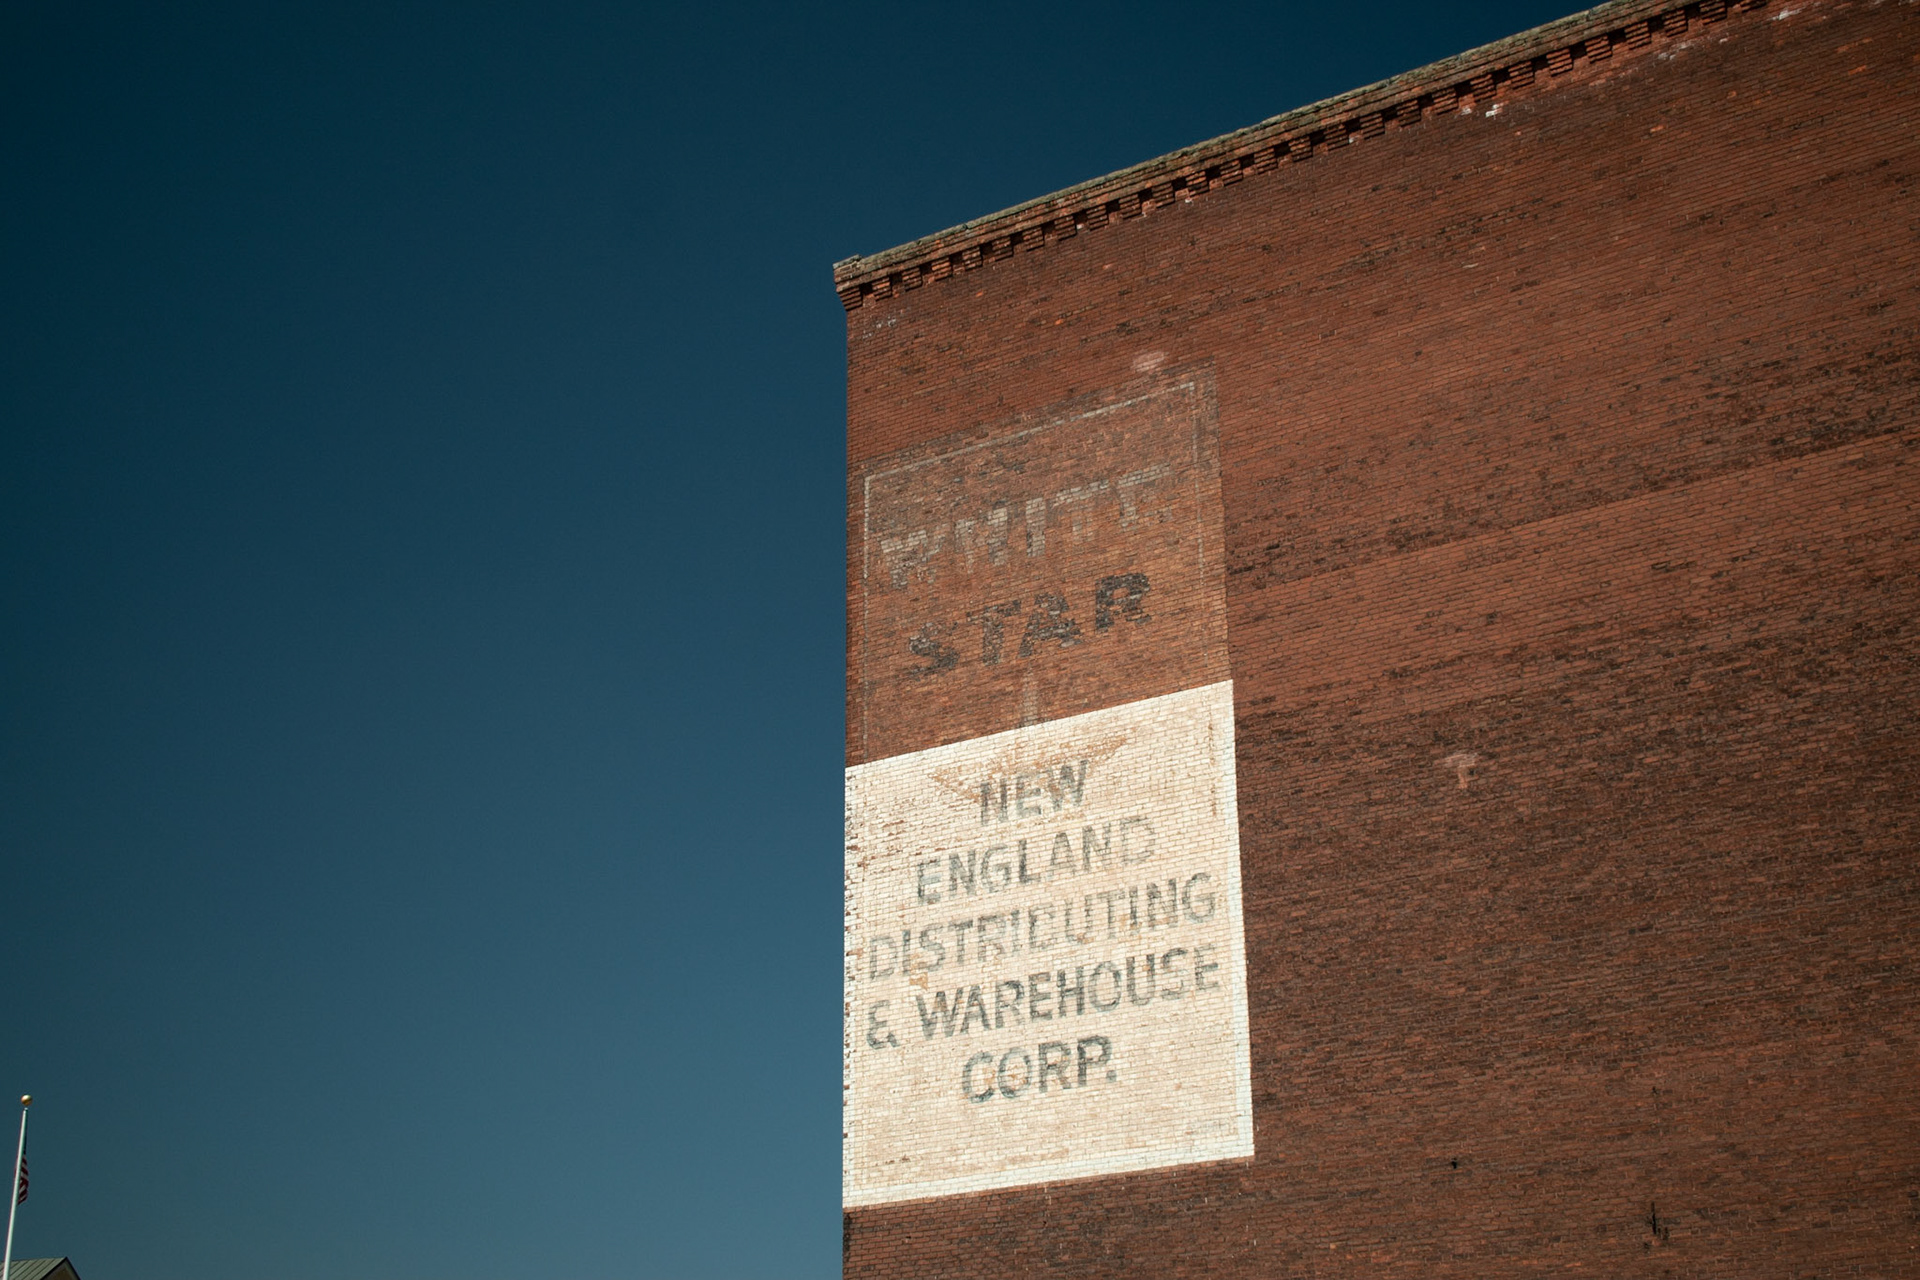 WHITE
STAR
NEW
ENGLAND
DISTRIBUTING
& WAREHOUSE
CORP.